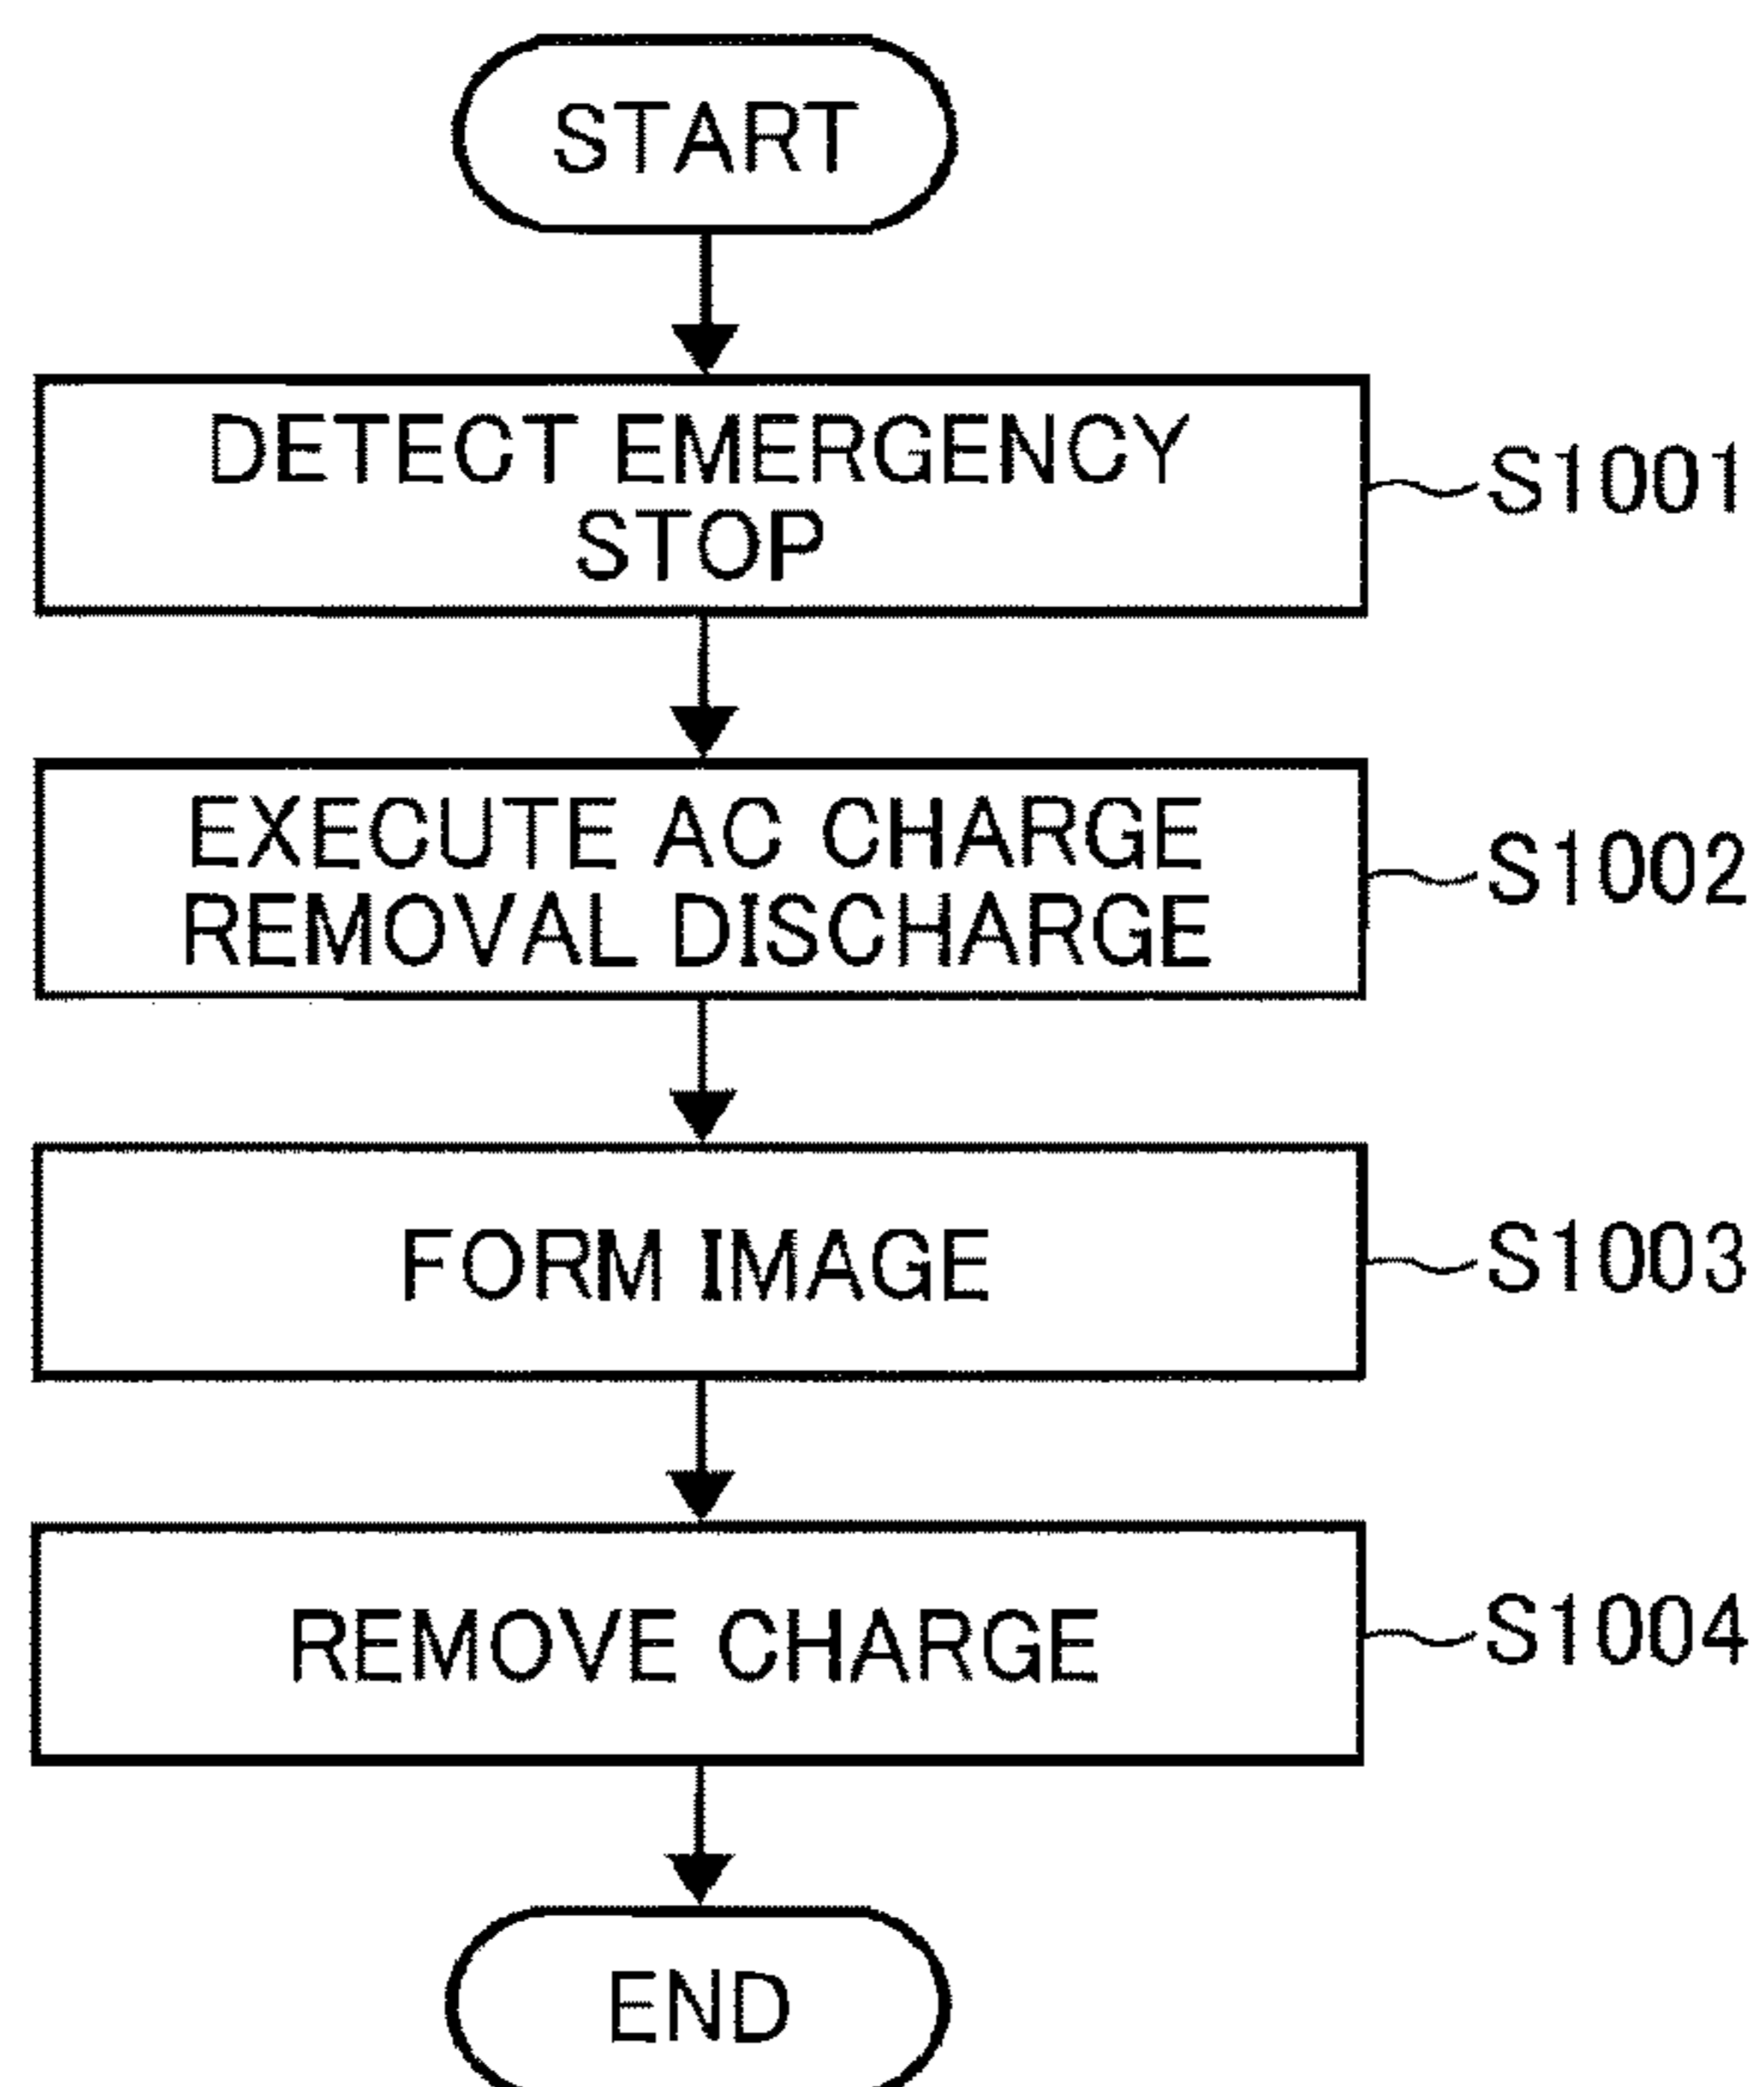 START
DETECT EMERGENCY
STOP
S1001
EXECUTE AC CHARGE
REMOVAL DISCHARGE
S1002
FORM IMAGE
S1003
REMOVE CHARGE
S1004
END